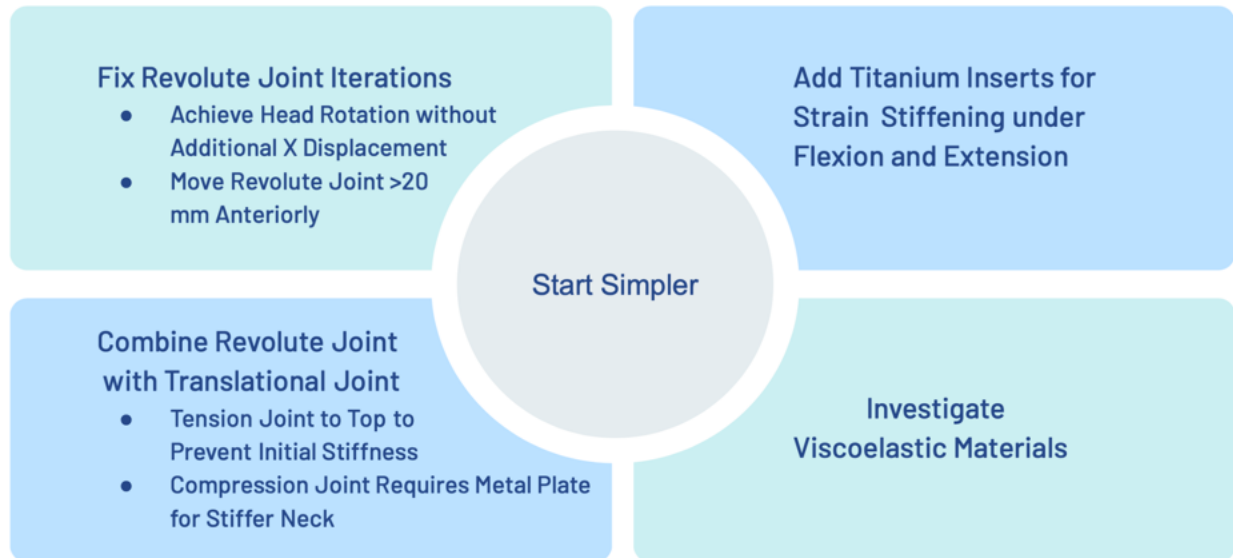 Fix Revolute Joint Iterations
● Achieve Head Rotation without
Additional X Displacement
● Move Revolute Joint >20
mm Anteriorly
Add Titanium Inserts for
Strain Stiffening under
Flexion and Extension
Start Simpler
Combine Revolute Joint
with Translational Joint
● Tension Joint to Top to
Prevent Initial Stiffness
● Compression Joint Requires Metal Plate
for Stiffer Neck
Investigate
Viscoelastic Materials